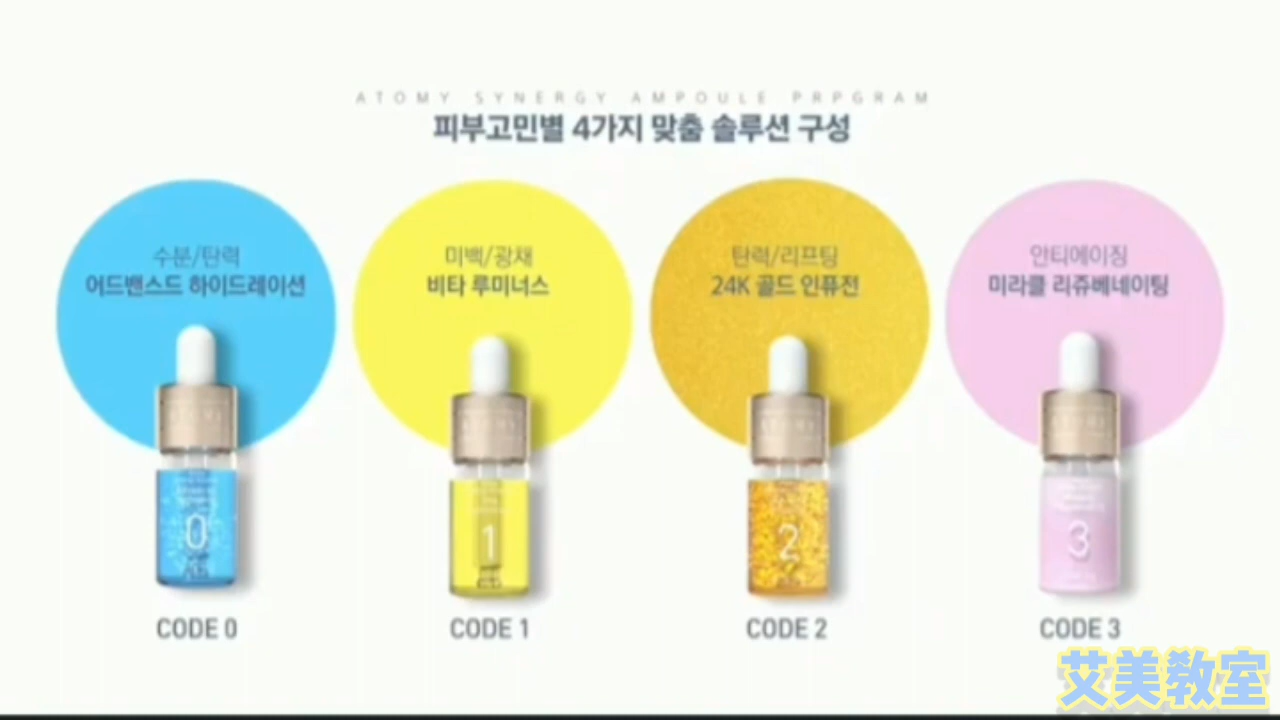 ATOMY SYNERGY AMPOULE PRPGRAM
피부고민별 4가지 맞춤 솔루션 구성
수분/탄력
어드밴스드 하이드레이션
미백/광채
비타 루미너스
탄력/리프팅
24K 골드 인퓨전
안티에이징
미라클 리쥬베네이팅
ATOMY
ATOMY
ATOMY
ATOMY
0
1
2
3
CODE 0
CODE 1
CODE 2
CODE 3
艾美教室